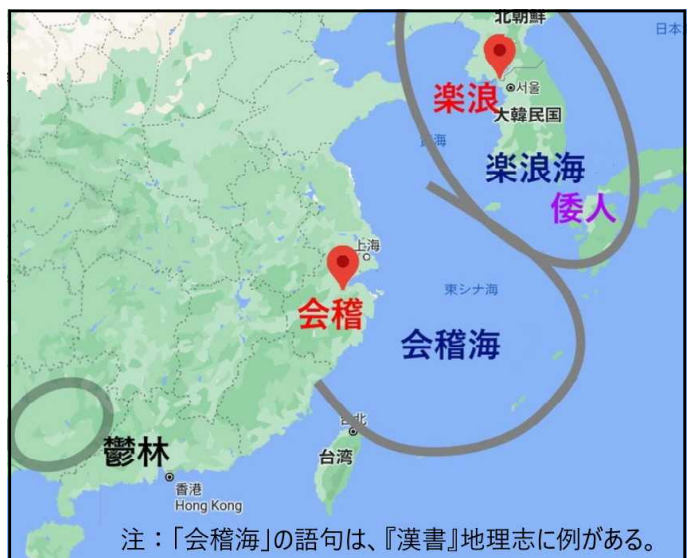 北朝鮮
日本
楽浪
서울
大韓民国
黄海
楽浪海
倭人
上海
東シナ海
会稽
会稽海
鬱林
台北
台湾
香港
Hong Kong
注：「会稽海」の語句は、『漢書』地理志に例がある。